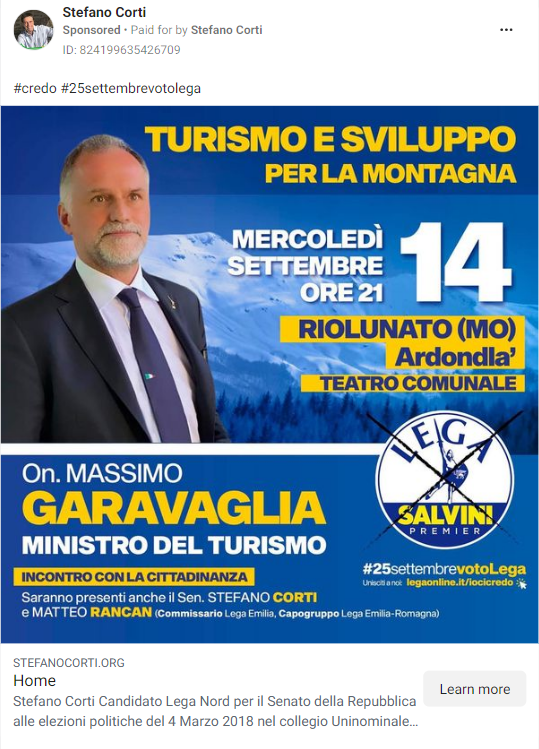 Stefano Corti
Sponsored • Paid for by Stefano Corti
ID: 824199635426709
#credo #25settembrevotolega
TURISMO E SVILUPPO
PER LA MONTAGNA
MERCOLEDÌ
SETTEMBRE
ORE 21
14
RIOLUNATO (MO)
Ardondla'
TEATRO COMUNALE
LEGA
SALVINI
PREMIER
On. MASSIMO
GARAVAGLIA
MINISTRO DEL TURISMO
INCONTRO CON LA CITTADINANZA
Saranno presenti anche il Sen. STEFANO CORTI
e MATTEO RANCAN (Commissario Lega Emilia, Capogruppo Lega Emilia-Romagna)
#25settembrevotoLega
Unisciti a noi: legaonline.it/iocicredo
STEFANOCORTI.ORG
Home
Stefano Corti Candidato Lega Nord per il Senato della Repubblica
alle elezioni politiche del 4 Marzo 2018 nel collegio Uninominale...
Learn more